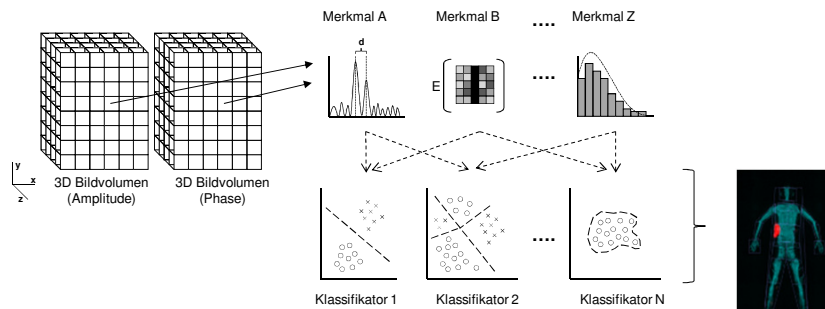 Merkmal A
Merkmal B
....
Merkmal Z
d
E
....
y
x
z
3D Bildvolumen
(Amplitude)
3D Bildvolumen
(Phase)
....
Klassifikator 1
Klassifikator 2
Klassifikator N